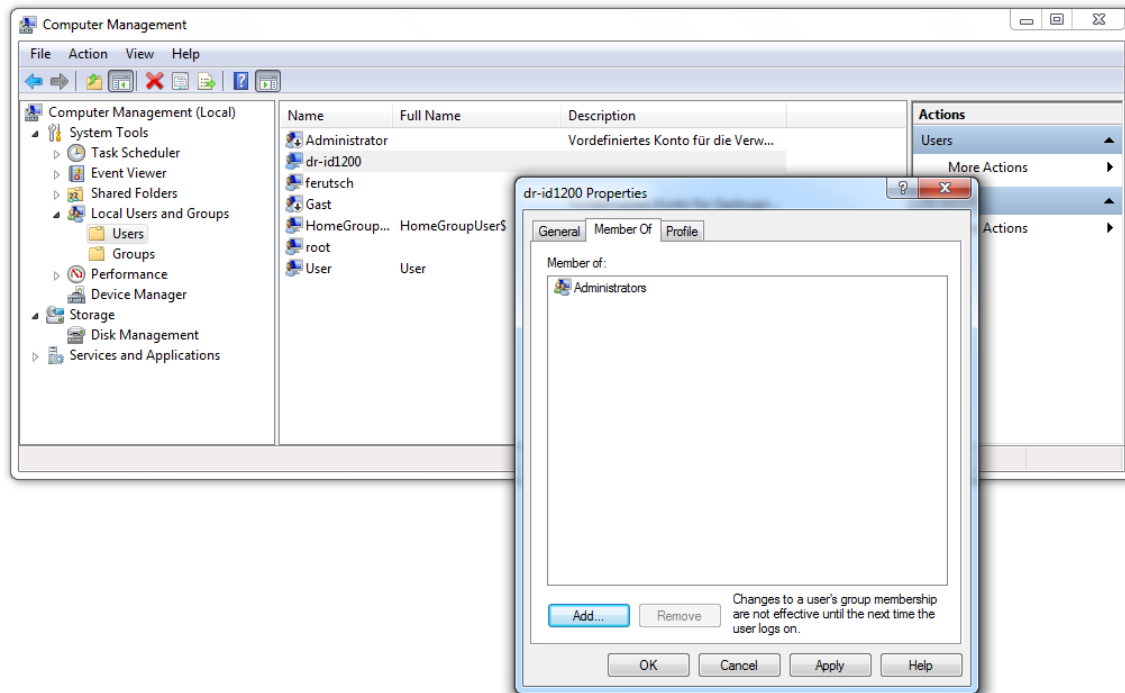 Computer Management
File Action View Help
Computer Management (Local)
System Tools
Task Scheduler
Event Viewer
Shared Folders
Local Users and Groups
Users
Groups
Performance
Device Manager
Storage
Disk Management
Services and Applications
Name Full Name Description
Administrator Vordefiniertes Konto für die Verw...
dr-id1200
ferutsch
Gast
HomeGroup... HomeGroupUser$
root
User User
Actions
Users
More Actions
Actions
dr-id1200 Properties
General Member Of Profile
Member of:
Administrators
Add... Remove
Changes to a user's group membership
are not effective until the next time the
user logs on.
OK Cancel Apply Help